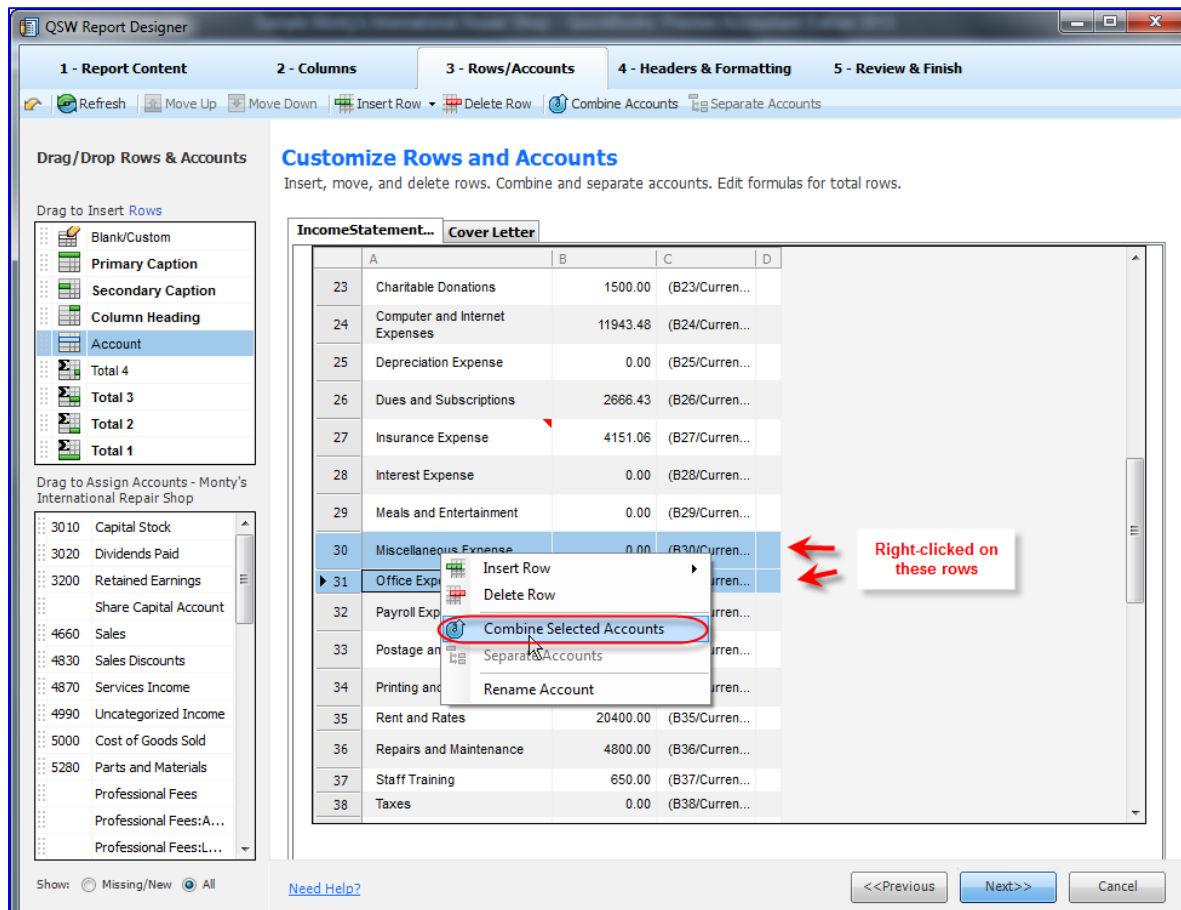 QSW Report Designer
1 - Report Content 2 - Columns 3 - Rows/Accounts 4 - Headers & Formatting 5 - Review & Finish
Refresh Move Up Move Down Insert Row Delete Row Combine Accounts Separate Accounts
Drag/Drop Rows & Accounts
Drag to Insert Rows
Blank/Custom
Primary Caption
Secondary Caption
Column Heading
Account
Total 4
Total 3
Total 2
Total 1
Drag to Assign Accounts - Monty's
International Repair Shop
3010 Capital Stock
3020 Dividends Paid
3200 Retained Earnings
Share Capital Account
4660 Sales
4830 Sales Discounts
4870 Services Income
4990 Uncategorized Income
5000 Cost of Goods Sold
5280 Parts and Materials
Professional Fees
Professional Fees:A...
Professional Fees:L...
Show: Missing/New All
Customize Rows and Accounts
Insert, move, and delete rows. Combine and separate accounts. Edit formulas for total rows.
IncomeStatement... Cover Letter
A B C D
23 Charitable Donations 1500.00 (B23/Curren...
24 Computer and Internet
Expenses 11943.48 (B24/Curren...
25 Depreciation Expense 0.00 (B25/Curren...
26 Dues and Subscriptions 2666.43 (B26/Curren...
27 Insurance Expense 4151.06 (B27/Curren...
28 Interest Expense 0.00 (B28/Curren...
29 Meals and Entertainment 0.00 (B29/Curren...
30 Miscellaneous Expense 0.00 (B30/Curren...
31 Office Exp urren...
32 Payroll Exp urren...
33 Postage an urren...
34 Printing and urren...
35 Rent and Rates 20400.00 (B35/Curren...
36 Repairs and Maintenance 4800.00 (B36/Curren...
37 Staff Training 650.00 (B37/Curren...
38 Taxes 0.00 (B38/Curren...
Insert Row
Delete Row
Combine Selected Accounts
Separate Accounts
Rename Account
Right-clicked on
these rows
Need Help?
<<Previous Next>> Cancel